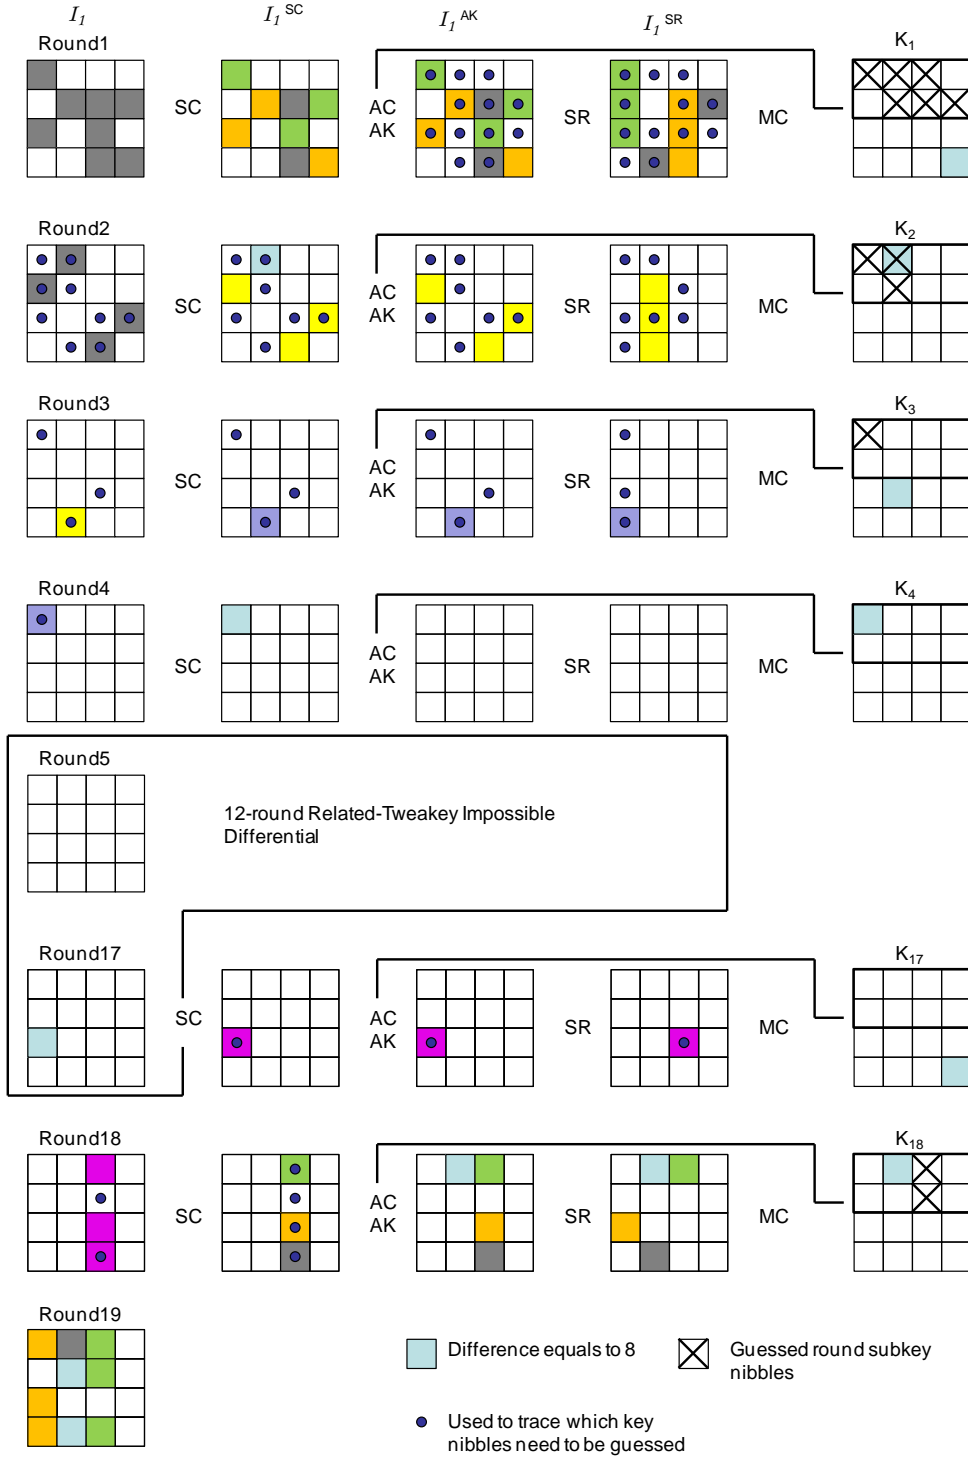 I₁ I₁ˢᶜ I₁ᴬᴷ I₁ˢᴿ
Round1 K₁
SC AC AK SR MC
Round2 K₂
SC AC AK SR MC
Round3 K₃
SC AC AK SR MC
Round4 K₄
SC AC AK SR MC
Round5
12-round Related-Tweakey Impossible
Differential
Round17 K₁₇
SC AC AK SR MC
Round18 K₁₈
SC AC AK SR MC
Round19
Difference equals to 8
Guessed round subkey
nibbles
Used to trace which key
nibbles need to be guessed